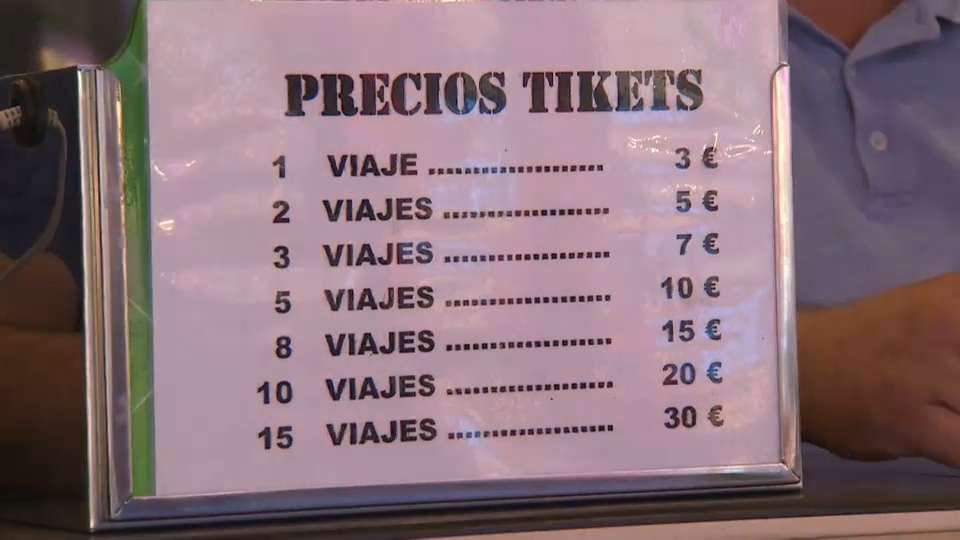 PRECIOS TIKETS
1 VIAJE .................... 3 €
2 VIAJES ................... 5 €
3 VIAJES ................... 7 €
5 VIAJES ................... 10 €
8 VIAJES ................... 15 €
10 VIAJES ................... 20 €
15 VIAJES ................... 30 €